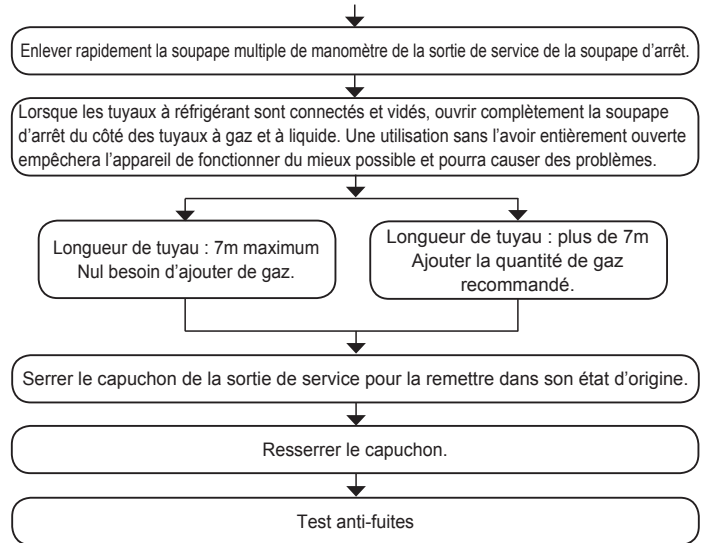 Enlever rapidement la soupape multiple de manomètre de la sortie de service de la soupape d’arrêt.
Lorsque les tuyaux à réfrigérant sont connectés et vidés, ouvrir complètement la soupape
d’arrêt du côté des tuyaux à gaz et à liquide. Une utilisation sans l’avoir entièrement ouverte
empêchera l’appareil de fonctionner du mieux possible et pourra causer des problèmes.
Longueur de tuyau : 7m maximum
Nul besoin d’ajouter de gaz.
Longueur de tuyau : plus de 7m
Ajouter la quantité de gaz
recommandé.
Serrer le capuchon de la sortie de service pour la remettre dans son état d’origine.
Resserrer le capuchon.
Test anti-fuites